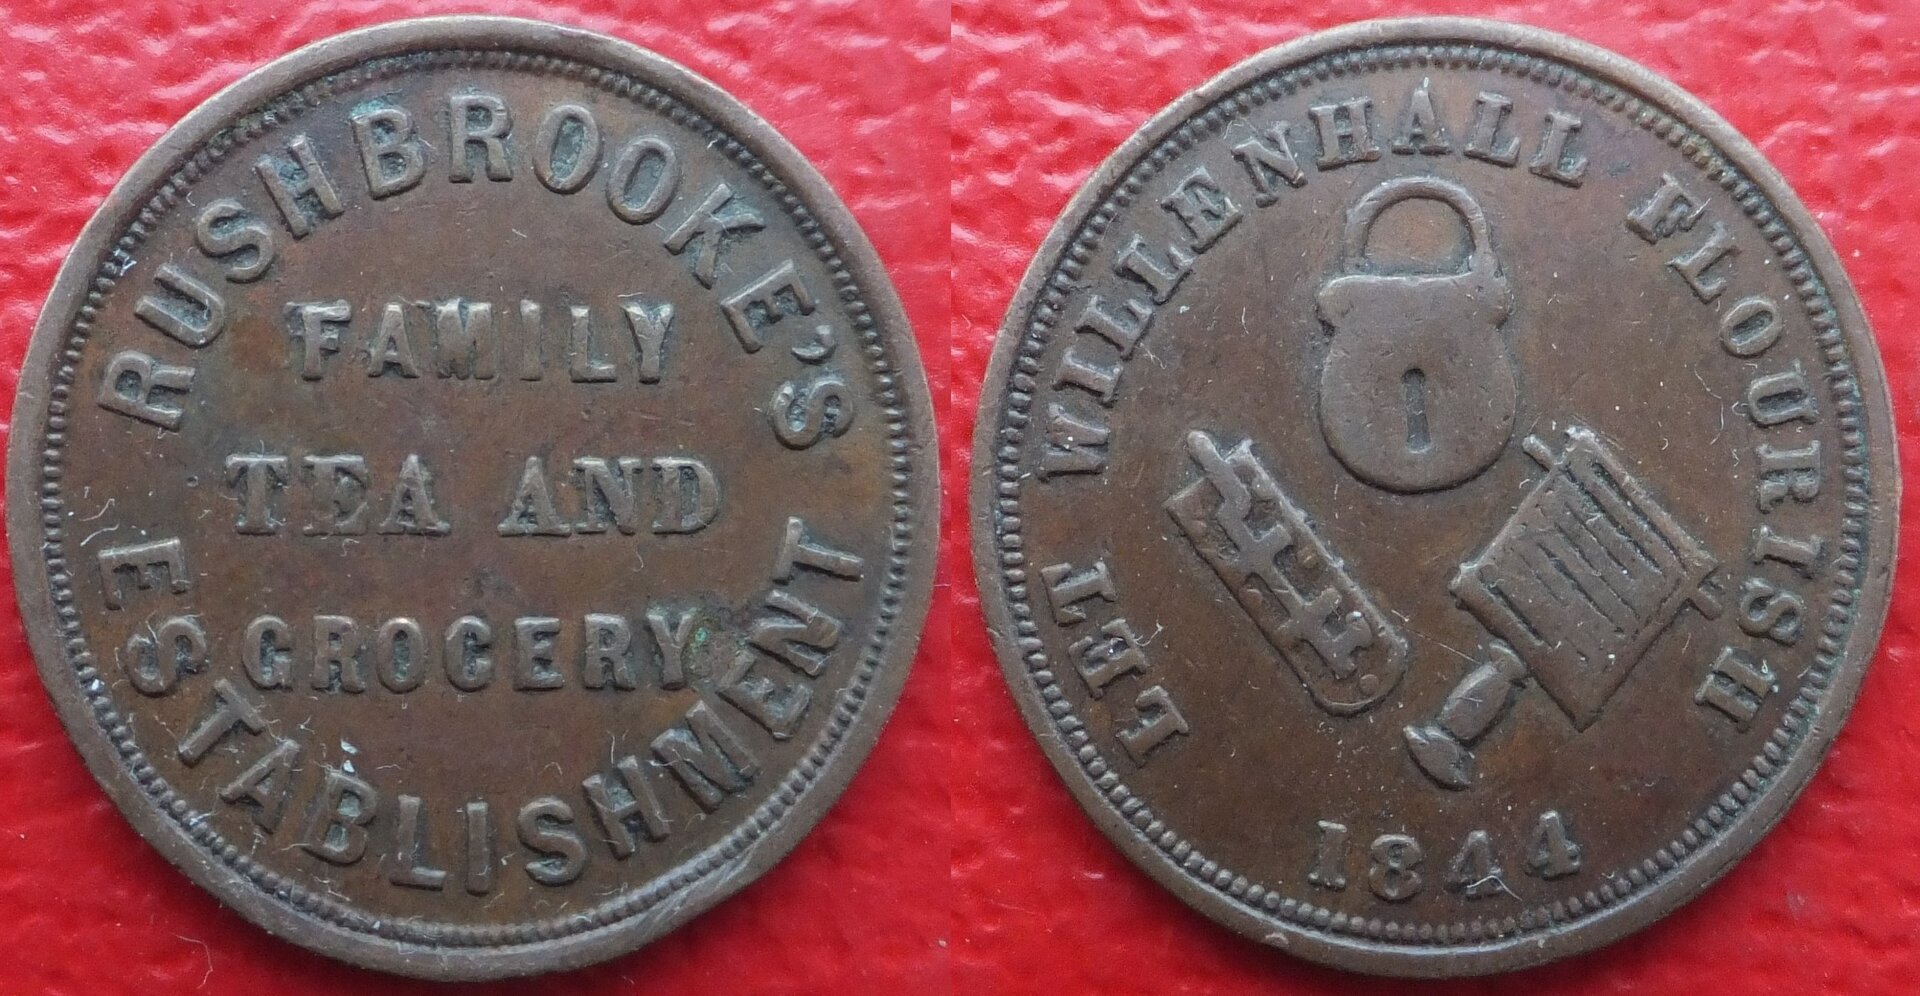 RUSHBROOKE'S
FAMILY
TEA AND
GROCERY
ESTABLISHMENT
LET WILLENHALL FLOURISH
1844